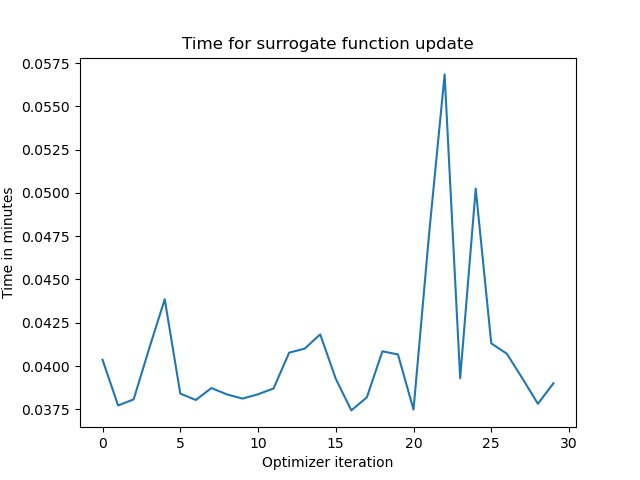 Time for surrogate function update
0.0575
0.0550
0.0525
0.0500
0.0475
0.0450
0.0425
0.0400
0.0375
Time in minutes
0 5 10 15 20 25 30
Optimizer iteration